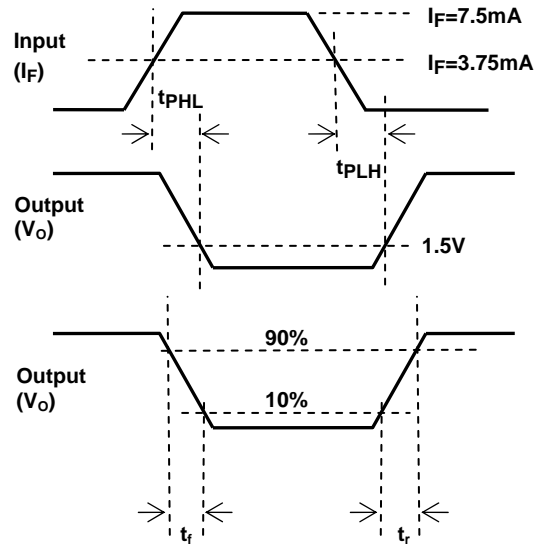 IF=7.5mA
Input
(IF)
IF=3.75mA
tPHL
tPLH
Output
(VO)
1.5V
90%
Output
(VO)
10%
tf
tr